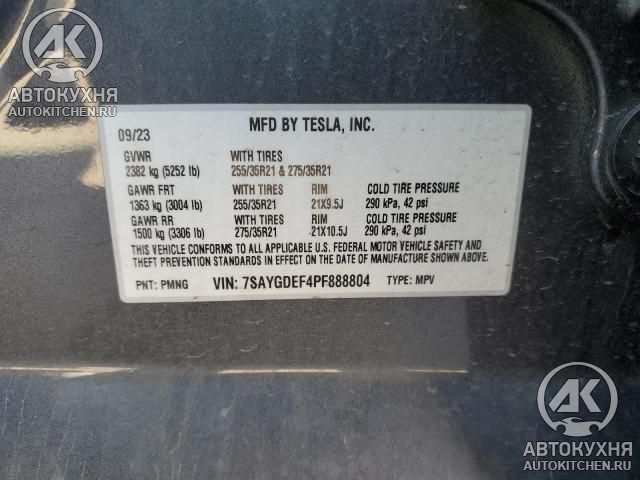 АВТОКУХНЯ
AUTOKITCHEN.RU
MFD BY TESLA, INC.
09/23
GVWR WITH TIRES
2382 kg (5252 lb) 255/35R21 & 275/35R21
GAWR FRT WITH TIRES RIM COLD TIRE PRESSURE
1363 kg (3004 lb) 255/35R21 21X9.5J 290 kPa, 42 psi
GAWR RR WITH TIRES RIM COLD TIRE PRESSURE
1500 kg (3306 lb) 275/35R21 21X10.5J 290 kPa, 42 psi
THIS VEHICLE CONFORMS TO ALL APPLICABLE U.S. FEDERAL MOTOR VEHICLE SAFETY AND
THEFT PREVENTION STANDARDS IN EFFECT ON THE DATE OF MANUFACTURE SHOWN ABOVE.
PNT: PMNG VIN: 7SAYGDEF4PF888804 TYPE: MPV
АК
АВТОКУХНЯ
AUTOKITCHEN.RU